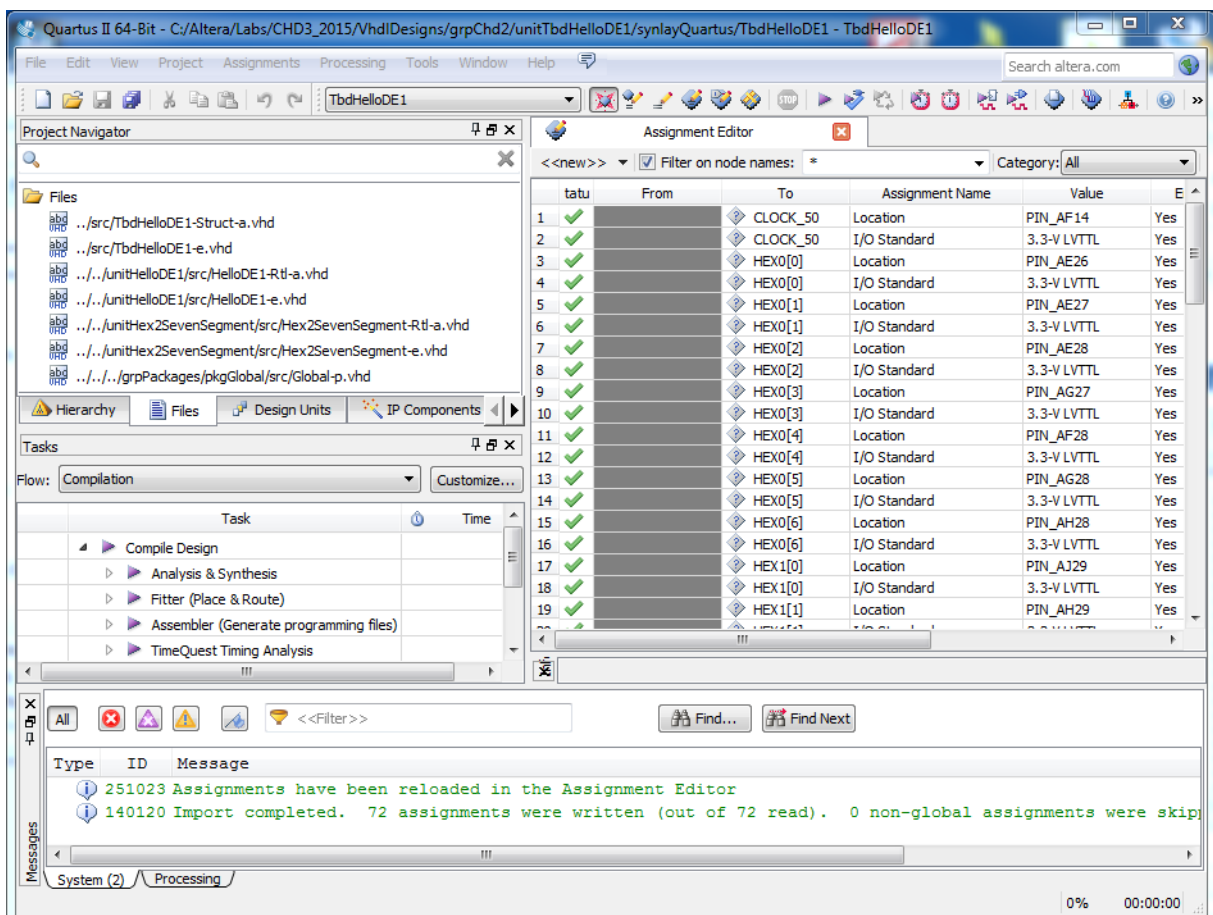 Quartus II 64-Bit - C:/Altera/Labs/CHD3_2015/VhdlDesigns/grpChd2/unitTbdHelloDE1/synlayQuartus/TbdHelloDE1 - TbdHelloDE1
File Edit View Project Assignments Processing Tools Window Help
Search altera.com
TbdHelloDE1
STOP
»
Project Navigator
Files
../src/TbdHelloDE1-Struct-a.vhd
../src/TbdHelloDE1-e.vhd
../../unitHelloDE1/src/HelloDE1-Rtl-a.vhd
../../unitHelloDE1/src/HelloDE1-e.vhd
../../unitHex2SevenSegment/src/Hex2SevenSegment-Rtl-a.vhd
../../unitHex2SevenSegment/src/Hex2SevenSegment-e.vhd
../../../grpPackages/pkgGlobal/src/Global-p.vhd
Hierarchy Files Design Units IP Components
Tasks
Flow: Compilation Customize...
Task Time
Compile Design
Analysis & Synthesis
Fitter (Place & Route)
Assembler (Generate programming files)
TimeQuest Timing Analysis
Assignment Editor
<<new>> Filter on node names: * Category: All
tatu From To Assignment Name Value E
1 CLOCK_50 Location PIN_AF14 Yes
2 CLOCK_50 I/O Standard 3.3-V LVTTL Yes
3 HEX0[0] Location PIN_AE26 Yes
4 HEX0[0] I/O Standard 3.3-V LVTTL Yes
5 HEX0[1] Location PIN_AE27 Yes
6 HEX0[1] I/O Standard 3.3-V LVTTL Yes
7 HEX0[2] Location PIN_AE28 Yes
8 HEX0[2] I/O Standard 3.3-V LVTTL Yes
9 HEX0[3] Location PIN_AG27 Yes
10 HEX0[3] I/O Standard 3.3-V LVTTL Yes
11 HEX0[4] Location PIN_AF28 Yes
12 HEX0[4] I/O Standard 3.3-V LVTTL Yes
13 HEX0[5] Location PIN_AG28 Yes
14 HEX0[5] I/O Standard 3.3-V LVTTL Yes
15 HEX0[6] Location PIN_AH28 Yes
16 HEX0[6] I/O Standard 3.3-V LVTTL Yes
17 HEX1[0] Location PIN_AJ29 Yes
18 HEX1[0] I/O Standard 3.3-V LVTTL Yes
19 HEX1[1] Location PIN_AH29 Yes
All <<Filter>> Find... Find Next
Type ID Message
251023 Assignments have been reloaded in the Assignment Editor
140120 Import completed. 72 assignments were written (out of 72 read). 0 non-global assignments were skip
Messages
System (2) Processing
0% 00:00:00